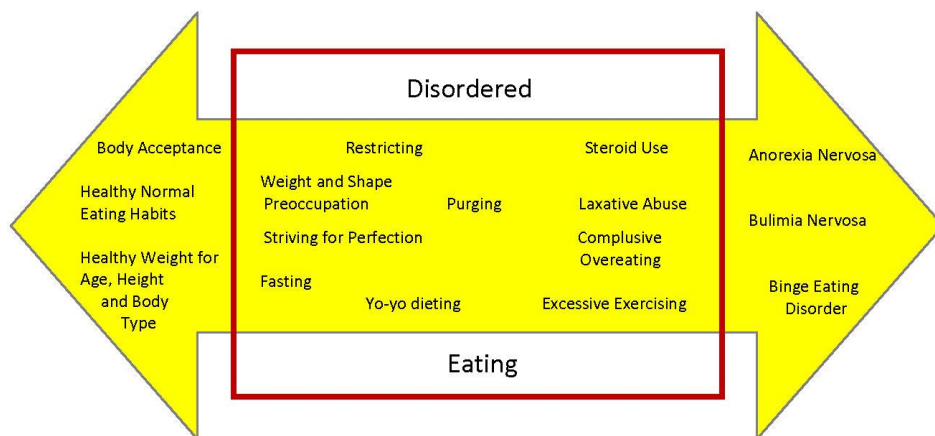 Disordered
Body Acceptance
Healthy Normal
Eating Habits
Healthy Weight for
Age, Height
and Body
Type
Restricting
Steroid Use
Weight and Shape
Preoccupation
Purging
Laxative Abuse
Striving for Perfection
Complusive
Overeating
Fasting
Yo-yo dieting
Excessive Exercising
Anorexia Nervosa
Bulimia Nervosa
Binge Eating
Disorder
Eating